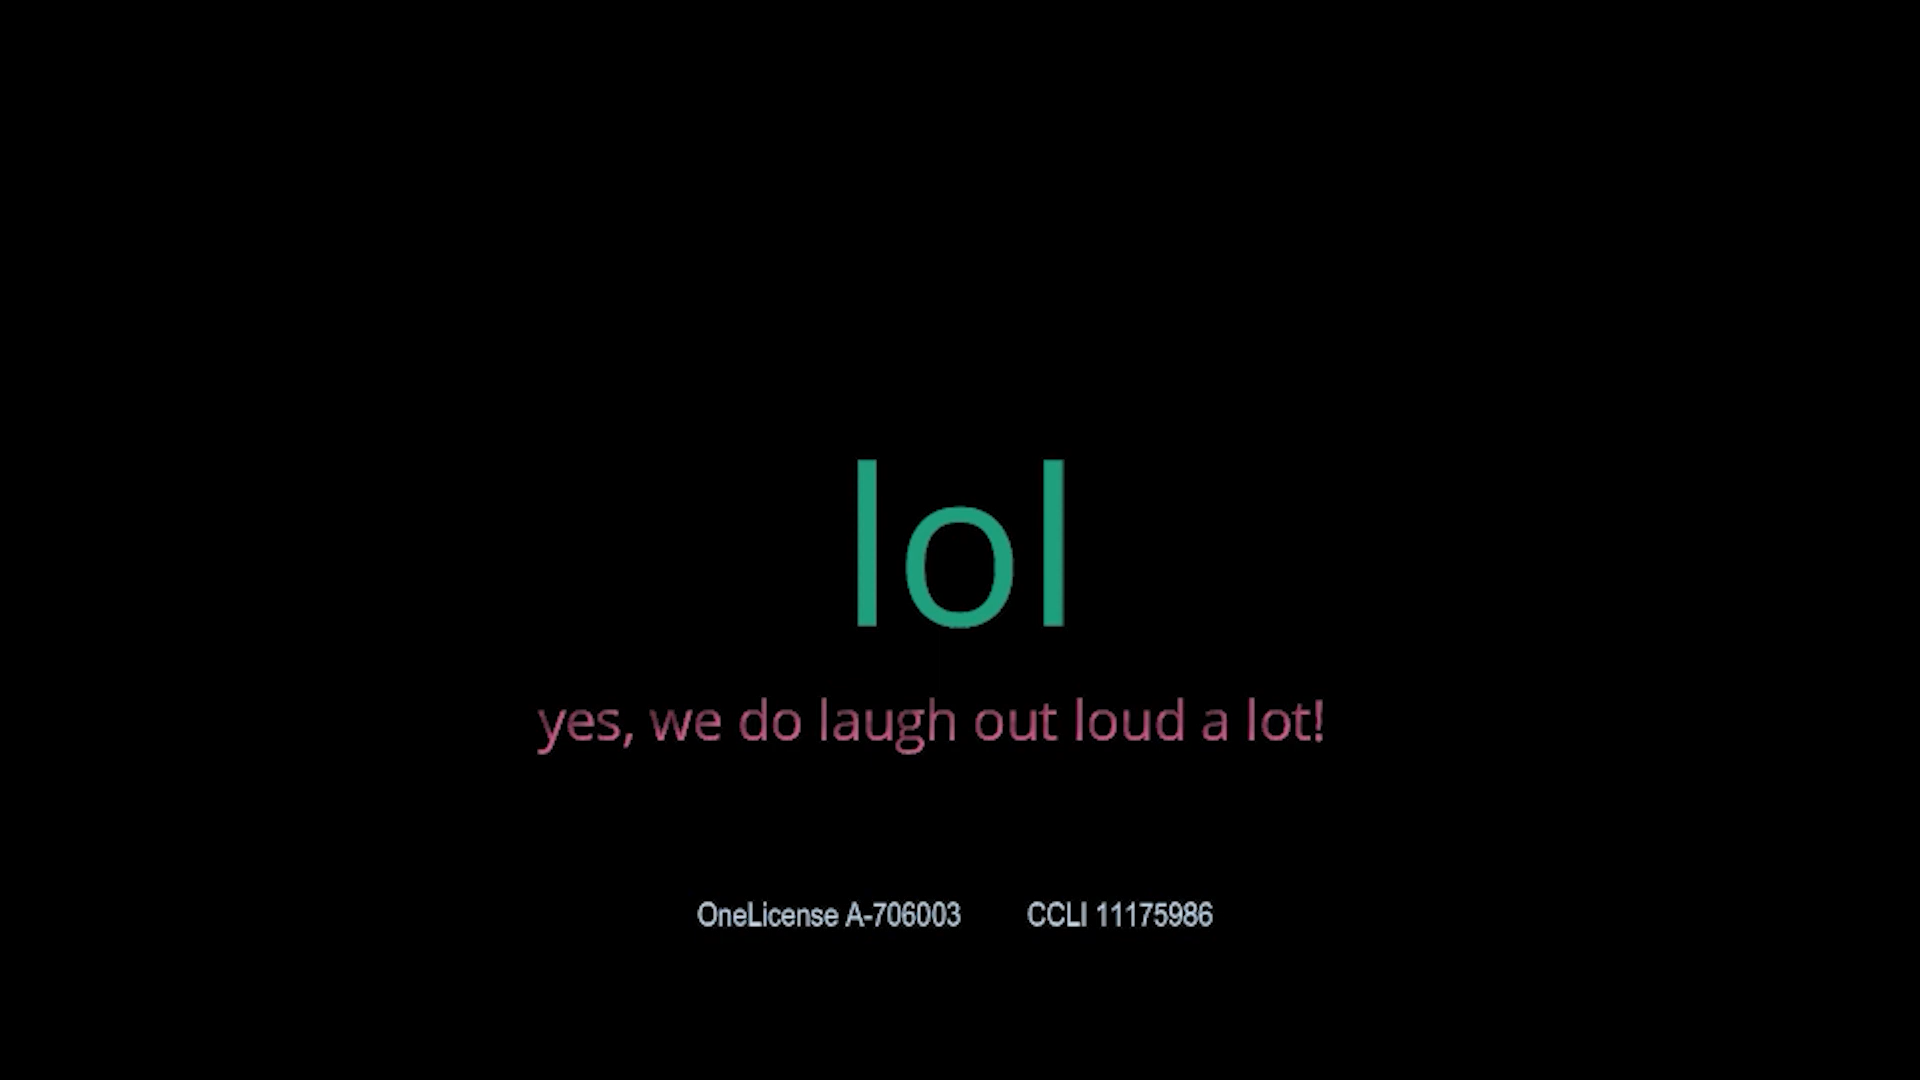 lol
yes, we do laugh out loud a lot!
OneLicense A-706003 CCLI 11175986